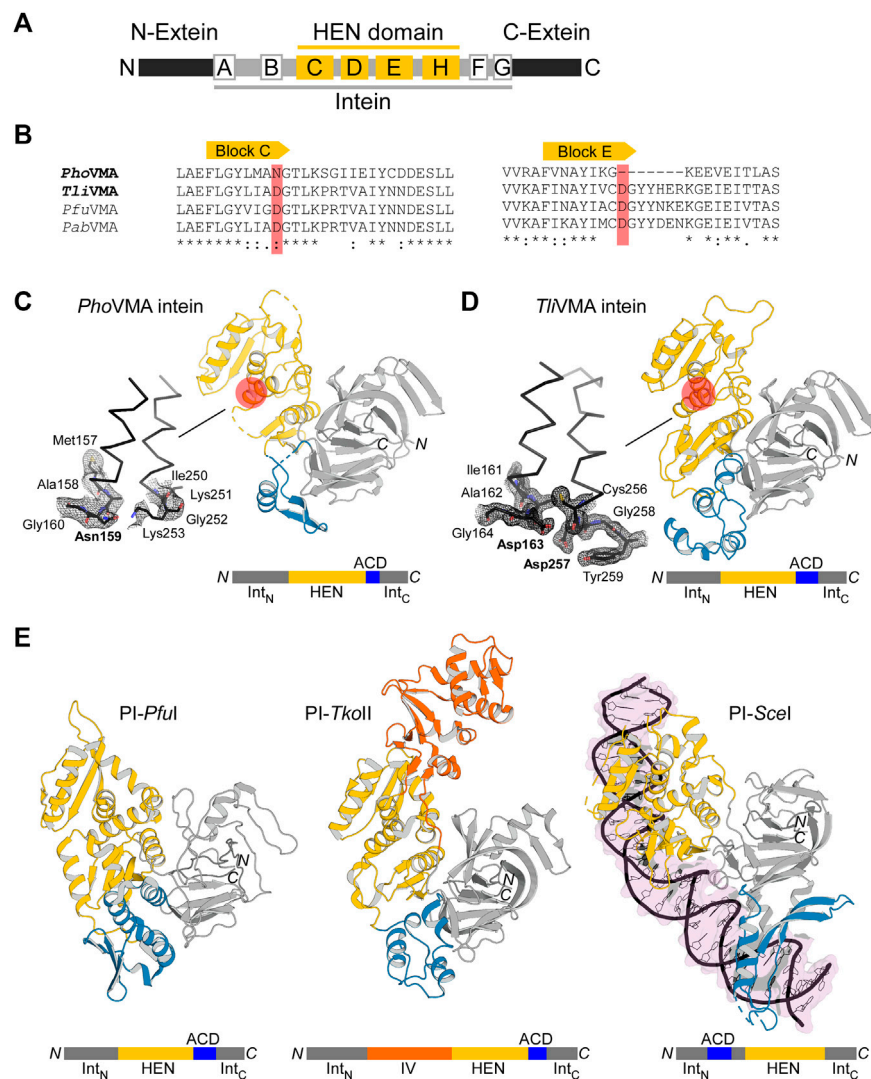 A
N-Extein HEN domain C-Extein
N A B C D E H F G C
Intein
B
Block C Block E
PhoVMA LAEFLGYLMANGTLKSGIIEIYCDDESLL VVRAFVNAYIKG--------KEEVEITLAS
TliVMA LAEFLGYLIADGTLKPRTVAIYNNDESLL VVKAFINAYIVCDGYYHERKGEIEITTAS
PfuVMA LAEFLGYVIGDGTLKPRTVAIYNNDESLL VVKAFINAYIACDGYYNKEKGEIEIVTAS
PabVMA LAEFLGYLIADGTLKPRTVAIYNNDESLL VVKAFIKAYIMCDGYYDENKGEIEIVTAS
*******::.:**** : * :****** **:**::*** * ***:*.**
C PhoVMA intein
Met157
Ala158
Gly160
Asn159
Ile250
Lys251
Gly252
Lys253
C N
ACD
N C
IntN HEN IntC
D TliVMA intein
Ile161
Ala162
Gly164
Asp163
Cys256
Gly258
Asp257
Tyr259
C N
ACD
N C
IntN HEN IntC
E
PI-PfuI PI-TkoII PI-SceI
N
C
N
C
N
C
ACD ACD ACD
N C N C N C
IntN HEN IntC IntN IV HEN IntC IntN HEN IntC